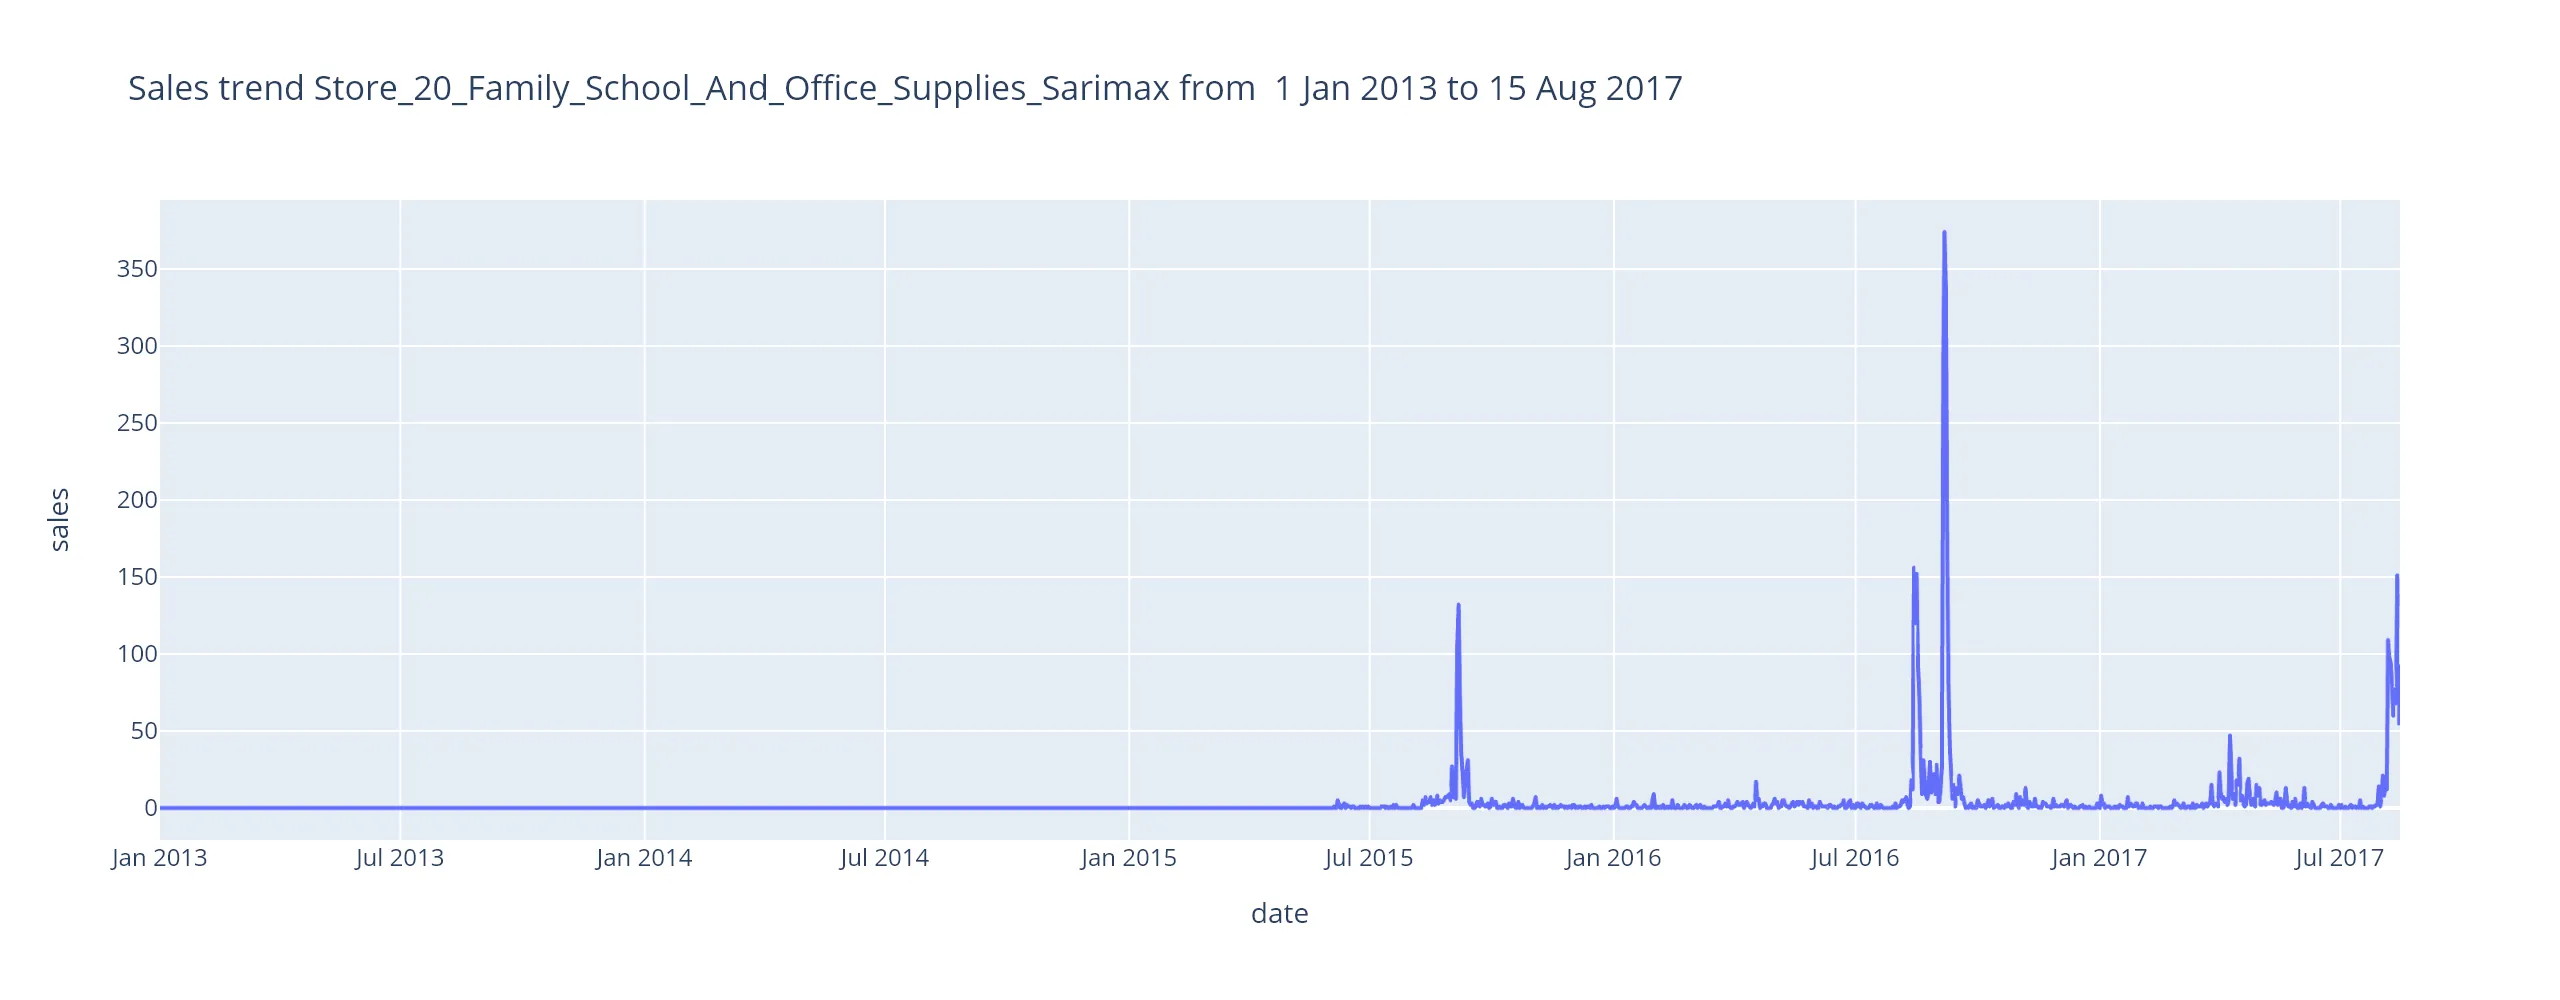 Sales trend Store_20_Family_School_And_Office_Supplies_Sarimax from  1 Jan 2013 to 15 Aug 2017
350
300
250
200
150
100
50
0
sales
Jan 2013
Jul 2013
Jan 2014
Jul 2014
Jan 2015
Jul 2015
Jan 2016
Jul 2016
Jan 2017
Jul 2017
date